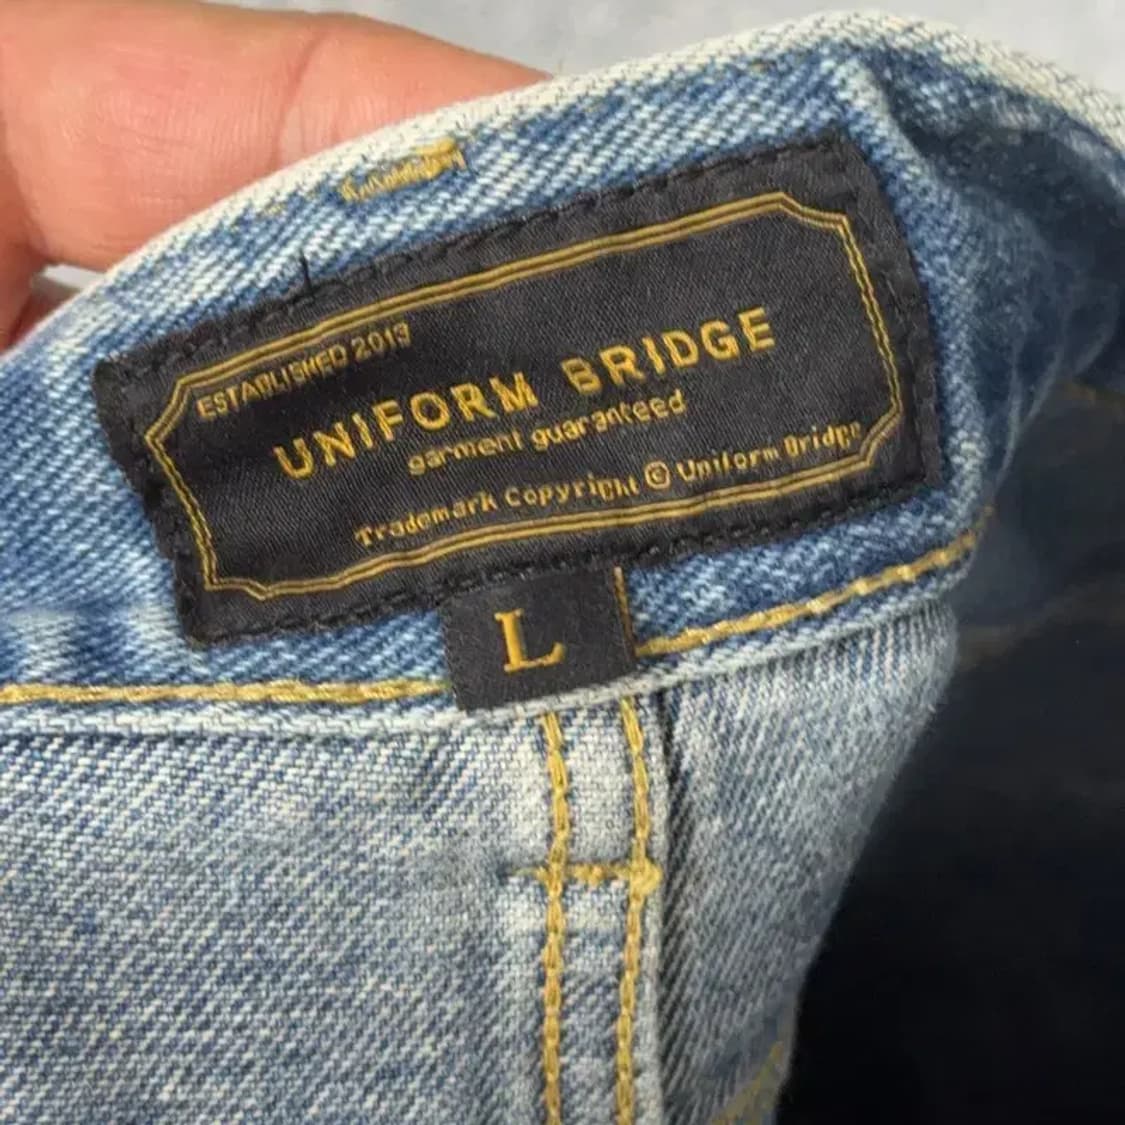 ESTABLISHED 2013
UNIFORM BRIDGE
garment guaranteed
Trademark Copyright © Uniform Bridge
L